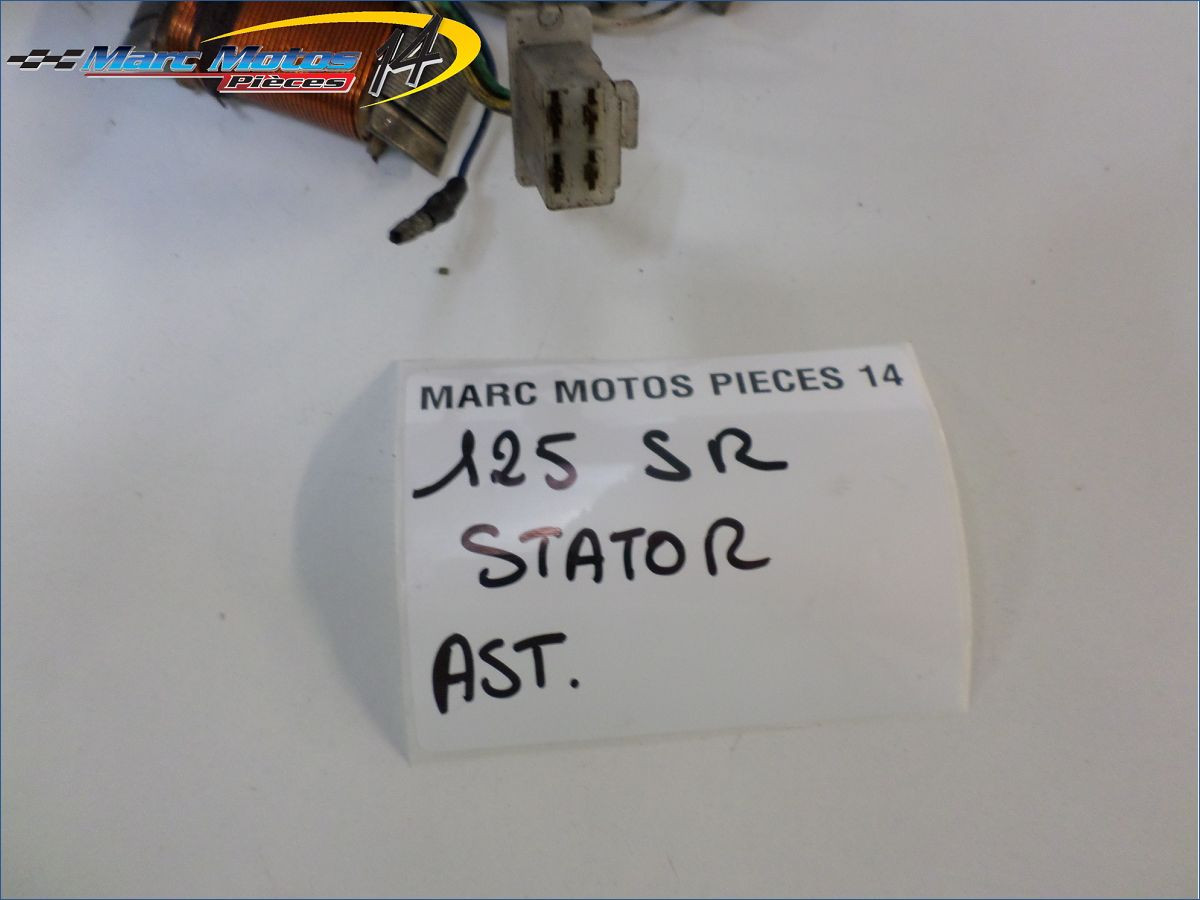 Marc Motos 14
Pièces
MARC MOTOS PIECES 14
125 SR
STATOR
AST.